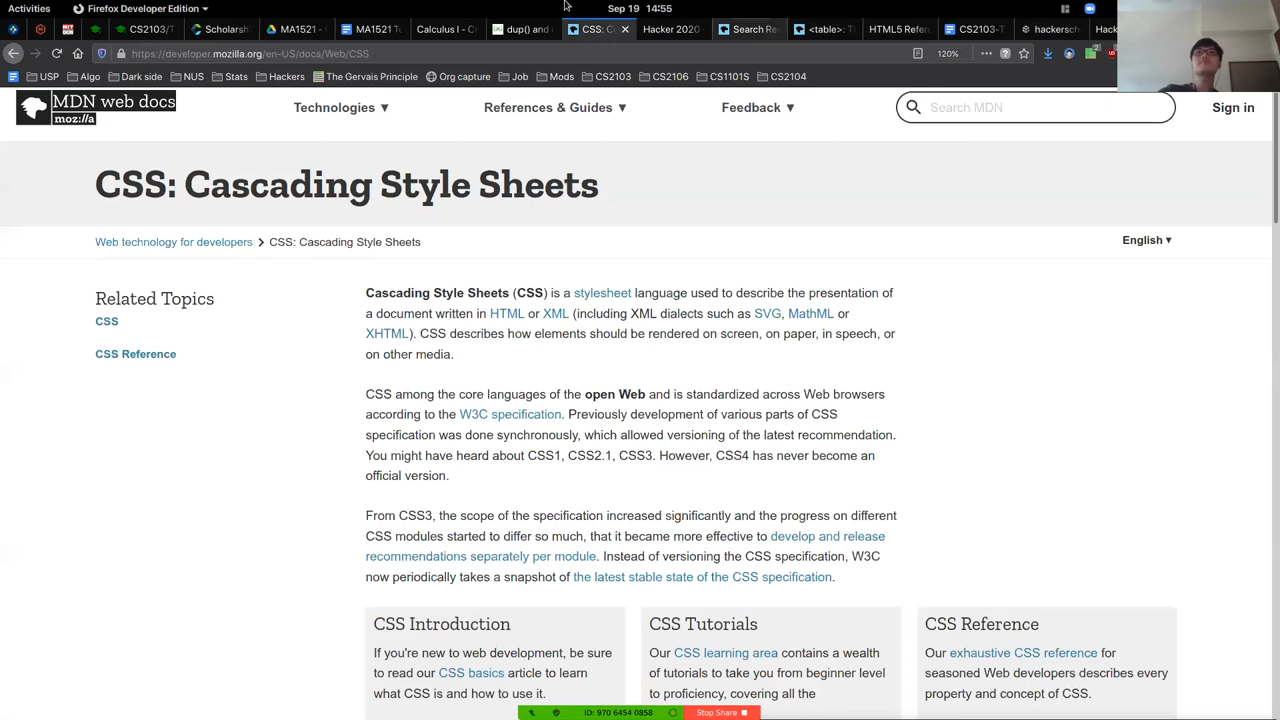 Activities
Firefox Developer Edition
Sep 19 14:55
CS2103/T
Scholarsh
MA1521 -
MA1521 To
Calculus I - C
dup() and
CSS: Ca
Hacker 2020
Search Re
<table>: T
HTML5 Refer
CS2103-T
hackersch
Hack
https://developer.mozilla.org/en-US/docs/Web/CSS
120%
USP
Algo
Dark side
NUS
Stats
Hackers
The Gervais Principle
Org capture
Job
Mods
CS2103
CS2106
CS1101S
CS2104
MDN web docs
moz://a
Technologies ▼
References & Guides ▼
Feedback ▼
Search MDN
Sign in
CSS: Cascading Style Sheets
Web technology for developers
CSS: Cascading Style Sheets
English ▼
Related Topics
CSS
CSS Reference
Cascading Style Sheets (CSS) is a stylesheet language used to describe the presentation of
a document written in HTML or XML (including XML dialects such as SVG, MathML or
XHTML). CSS describes how elements should be rendered on screen, on paper, in speech, or
on other media.
CSS among the core languages of the open Web and is standardized across Web browsers
according to the W3C specification. Previously development of various parts of CSS
specification was done synchronously, which allowed versioning of the latest recommendation.
You might have heard about CSS1, CSS2.1, CSS3. However, CSS4 has never become an
official version.
From CSS3, the scope of the specification increased significantly and the progress on different
CSS modules started to differ so much, that it became more effective to develop and release
recommendations separately per module. Instead of versioning the CSS specification, W3C
now periodically takes a snapshot of the latest stable state of the CSS specification.
CSS Introduction
If you're new to web development, be sure
to read our CSS basics article to learn
what CSS is and how to use it.
CSS Tutorials
Our CSS learning area contains a wealth
of tutorials to take you from beginner level
to proficiency, covering all the
CSS Reference
Our exhaustive CSS reference for
seasoned Web developers describes every
property and concept of CSS.
ID: 970 6454 0858
Stop Share